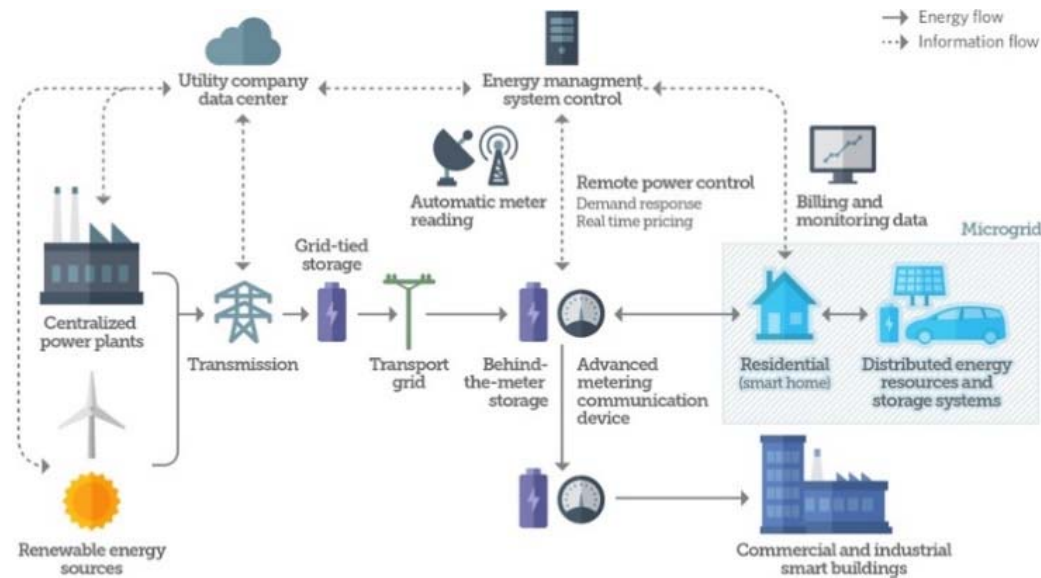 Energy flow
Information flow
Utility company
data center
Energy managment
system control
Automatic meter
reading
Remote power control
Demand response
Real time pricing
Billing and
monitoring data
Microgrid
Grid-tied
storage
Centralized
power plants
Transmission
Transport
grid
Behind-
the-meter
storage
Advanced
metering
communication
device
Residential
(smart home)
Distributed energy
resources and
storage systems
Renewable energy
sources
Commercial and industrial
smart buildings